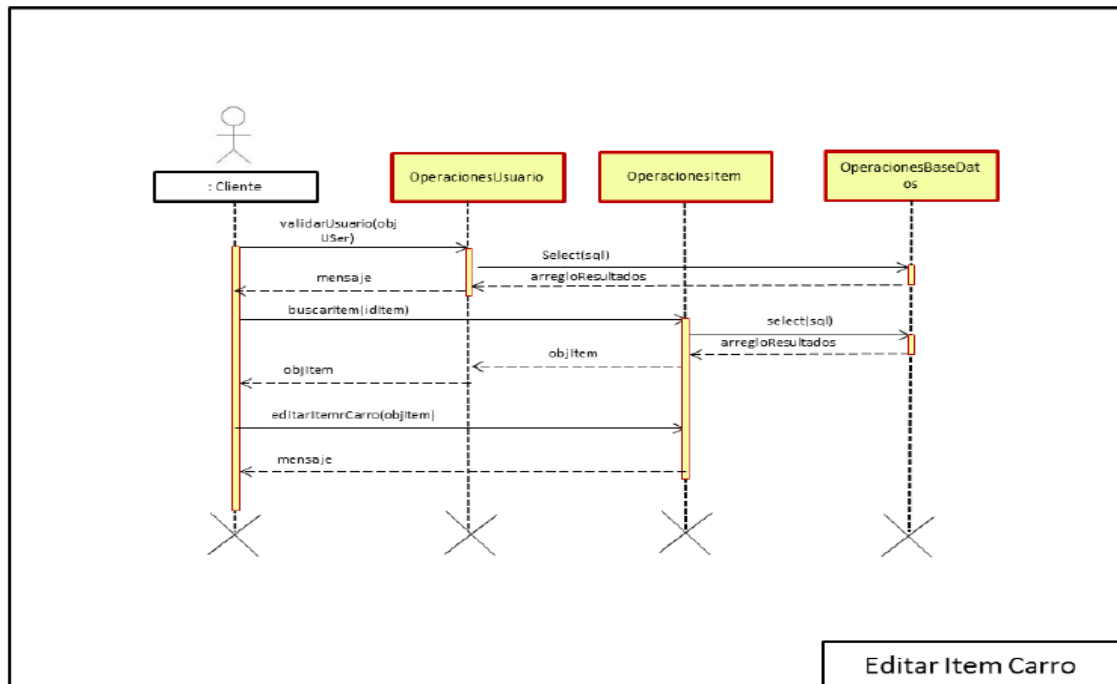 : Cliente
OperacionesUsuario
OperacionesItem
OperacionesBaseDat
os
validarUsuario(obj
USer)
Select(sql)
arregloResultados
mensaje
buscarItem(idItem)
select(sql)
arregloResultados
objItem
objItem
editarItemrCarro(objItem)
mensaje
Editar Item Carro